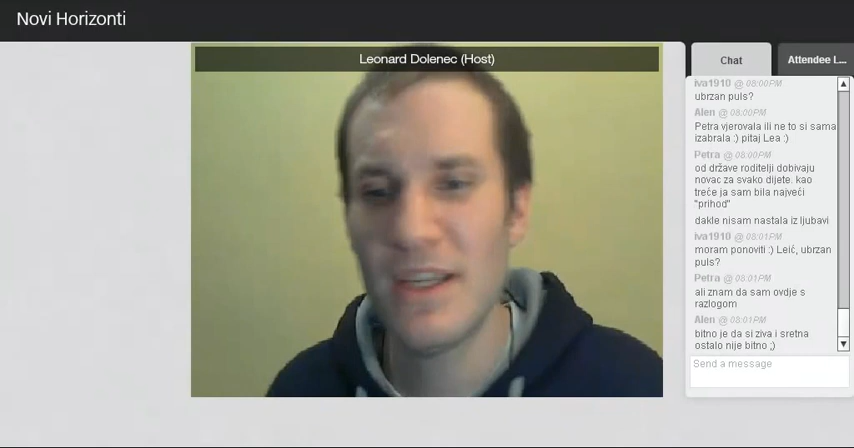 Novi Horizonti
Leonard Dolenec (Host)
Chat
Attendee L...
iva1910 @ 08:00PM
ubrzan puls?
Alen @ 08:00PM
Petra vjerovala ili ne to si sama
izabrala :) pitaj Lea :)
Petra @ 08:00PM
od države roditelji dobivaju
novac za svako dijete. kao
treće ja sam bila najveći
"prihod"
dakle nisam nastala iz ljubavi
iva1910 @ 08:01PM
moram ponoviti :) Leić, ubrzan
puls?
Petra @ 08:01PM
ali znam da sam ovdje s
razlogom
Alen @ 08:01PM
bitno je da si ziva i sretna
ostalo nije bitno ;)
Send a message